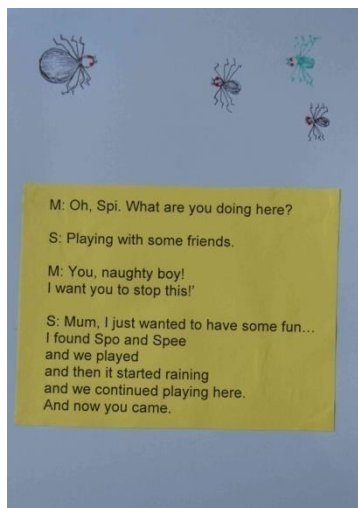 M: Oh, Spi. What are you doing here?
S: Playing with some friends.
M: You, naughty boy!
I want you to stop this!'
S: Mum, I just wanted to have some fun...
I found Spo and Spee
and we played
and then it started raining
and we continued playing here.
And now you came.